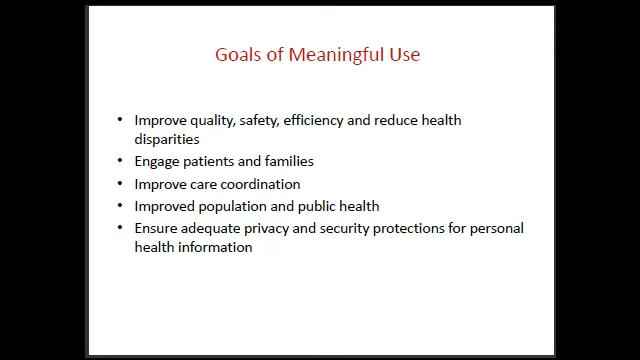 Goals of Meaningful Use
• Improve quality, safety, efficiency and reduce health
disparities
• Engage patients and families
• Improve care coordination
• Improved population and public health
• Ensure adequate privacy and security protections for personal
health information